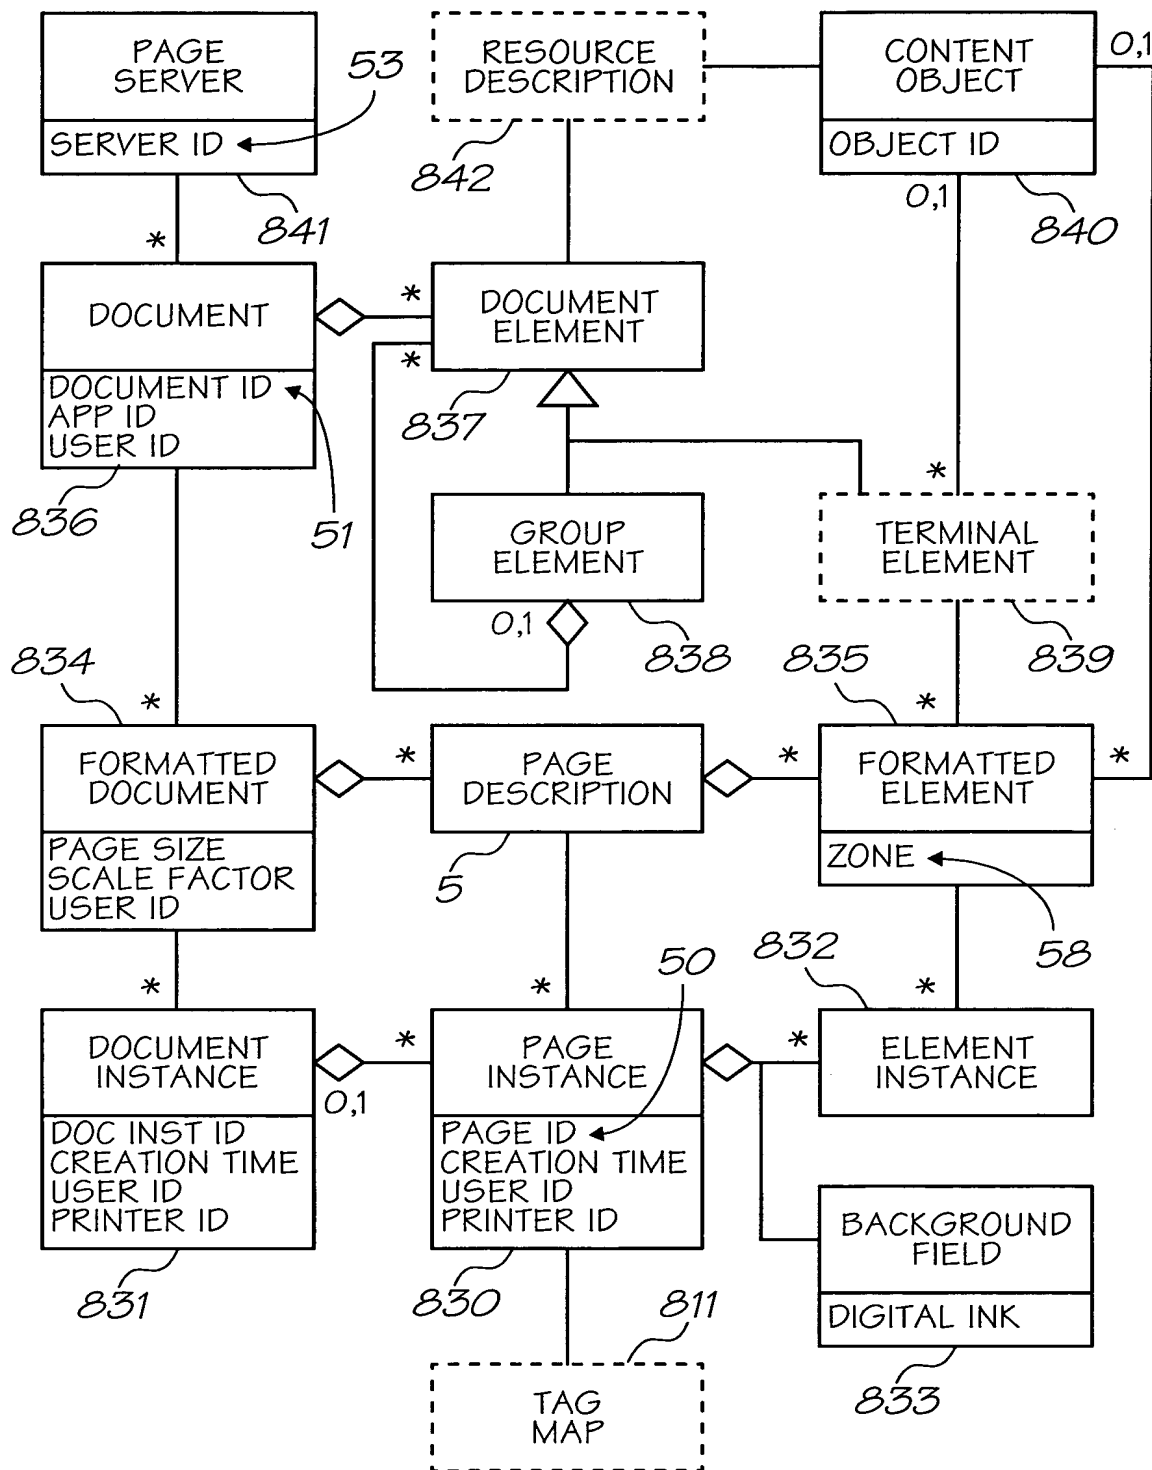 PAGE
SERVER
SERVER ID
53
841
*
RESOURCE
DESCRIPTION
842
CONTENT
OBJECT
OBJECT ID
0,1
0,1
840
DOCUMENT
DOCUMENT ID
APP ID
USER ID
836
51
*
*
DOCUMENT
ELEMENT
837
GROUP
ELEMENT
0,1
838
*
TERMINAL
ELEMENT
839
834
*
FORMATTED
DOCUMENT
PAGE SIZE
SCALE FACTOR
USER ID
*
PAGE
DESCRIPTION
5
835
*
*
FORMATTED
ELEMENT
*
ZONE
58
*
DOCUMENT
INSTANCE
0,1
DOC INST ID
CREATION TIME
USER ID
PRINTER ID
831
*
*
50
PAGE
INSTANCE
PAGE ID
CREATION TIME
USER ID
PRINTER ID
830
832
*
*
ELEMENT
INSTANCE
BACKGROUND
FIELD
DIGITAL INK
833
811
TAG
MAP